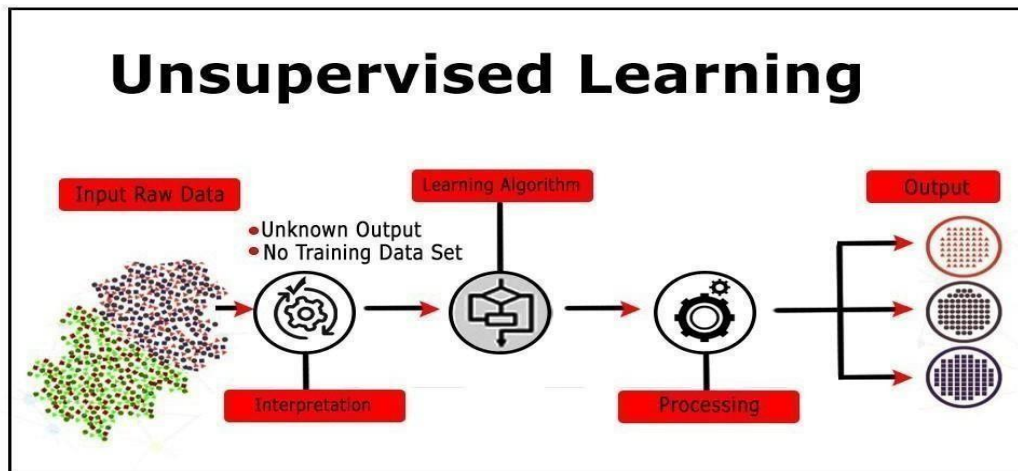 Unsupervised Learning
Input Raw Data
Unknown Output
No Training Data Set
Learning Algorithm
Output
Interpretation
Processing